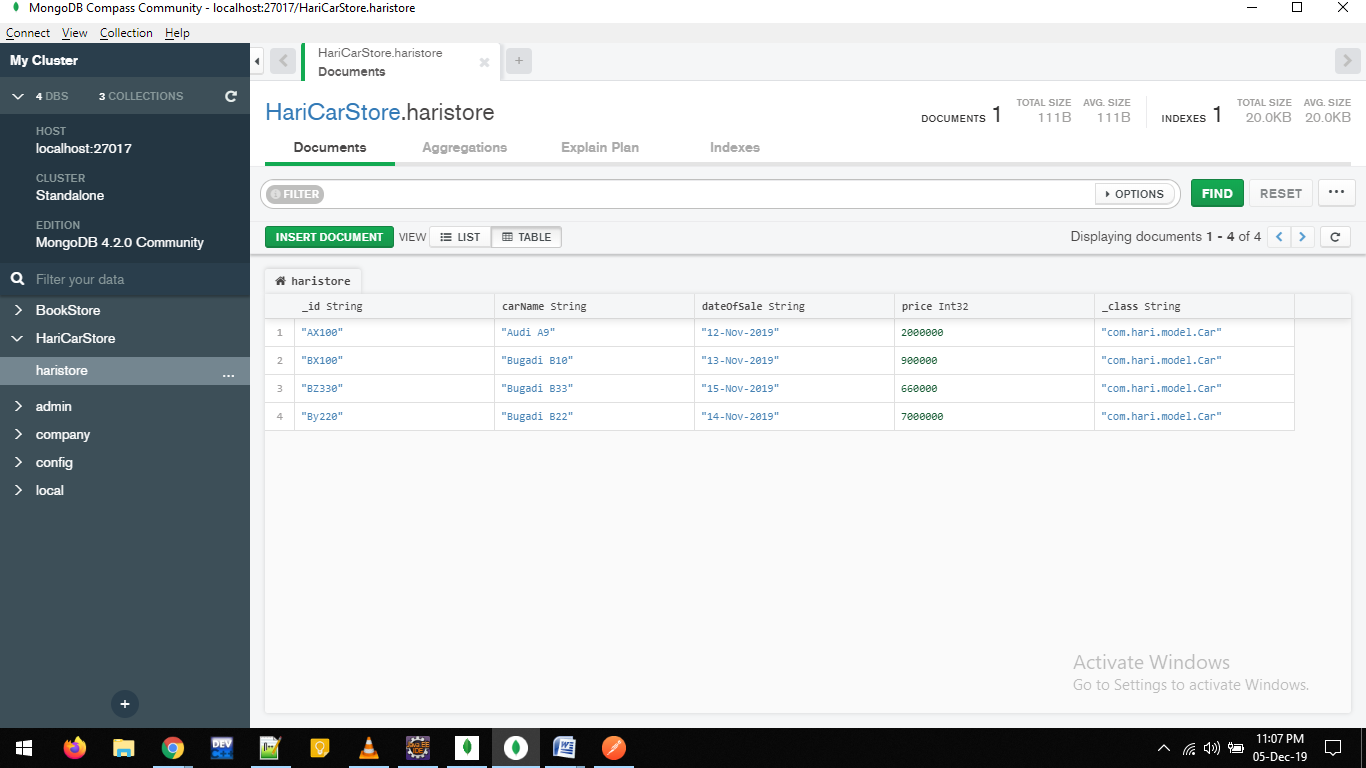 MongoDB Compass Community - localhost:27017/HariCarStore.haristore
Connect View Collection Help
My Cluster
4 DBS 3 COLLECTIONS
HOST
localhost:27017
CLUSTER
Standalone
EDITION
MongoDB 4.2.0 Community
Filter your data
BookStore
HariCarStore
haristore ...
admin
company
config
local
+
HariCarStore.haristore
Documents
+
HariCarStore.haristore
DOCUMENTS 1 TOTAL SIZE 111B AVG. SIZE 111B INDEXES 1 TOTAL SIZE 20.0KB AVG. SIZE 20.0KB
Documents Aggregations Explain Plan Indexes
FILTER OPTIONS FIND RESET ...
INSERT DOCUMENT VIEW LIST TABLE Displaying documents 1 - 4 of 4
haristore
_id String carName String dateOfSale String price Int32 _class String
1 "AX100" "Audi A9" "12-Nov-2019" 2000000 "com.hari.model.Car"
2 "BX100" "Bugadi B10" "13-Nov-2019" 900000 "com.hari.model.Car"
3 "BZ330" "Bugadi B33" "15-Nov-2019" 660000 "com.hari.model.Car"
4 "By220" "Bugadi B22" "14-Nov-2019" 7000000 "com.hari.model.Car"
Activate Windows
Go to Settings to activate Windows.
DEV
11:07 PM
05-Dec-19